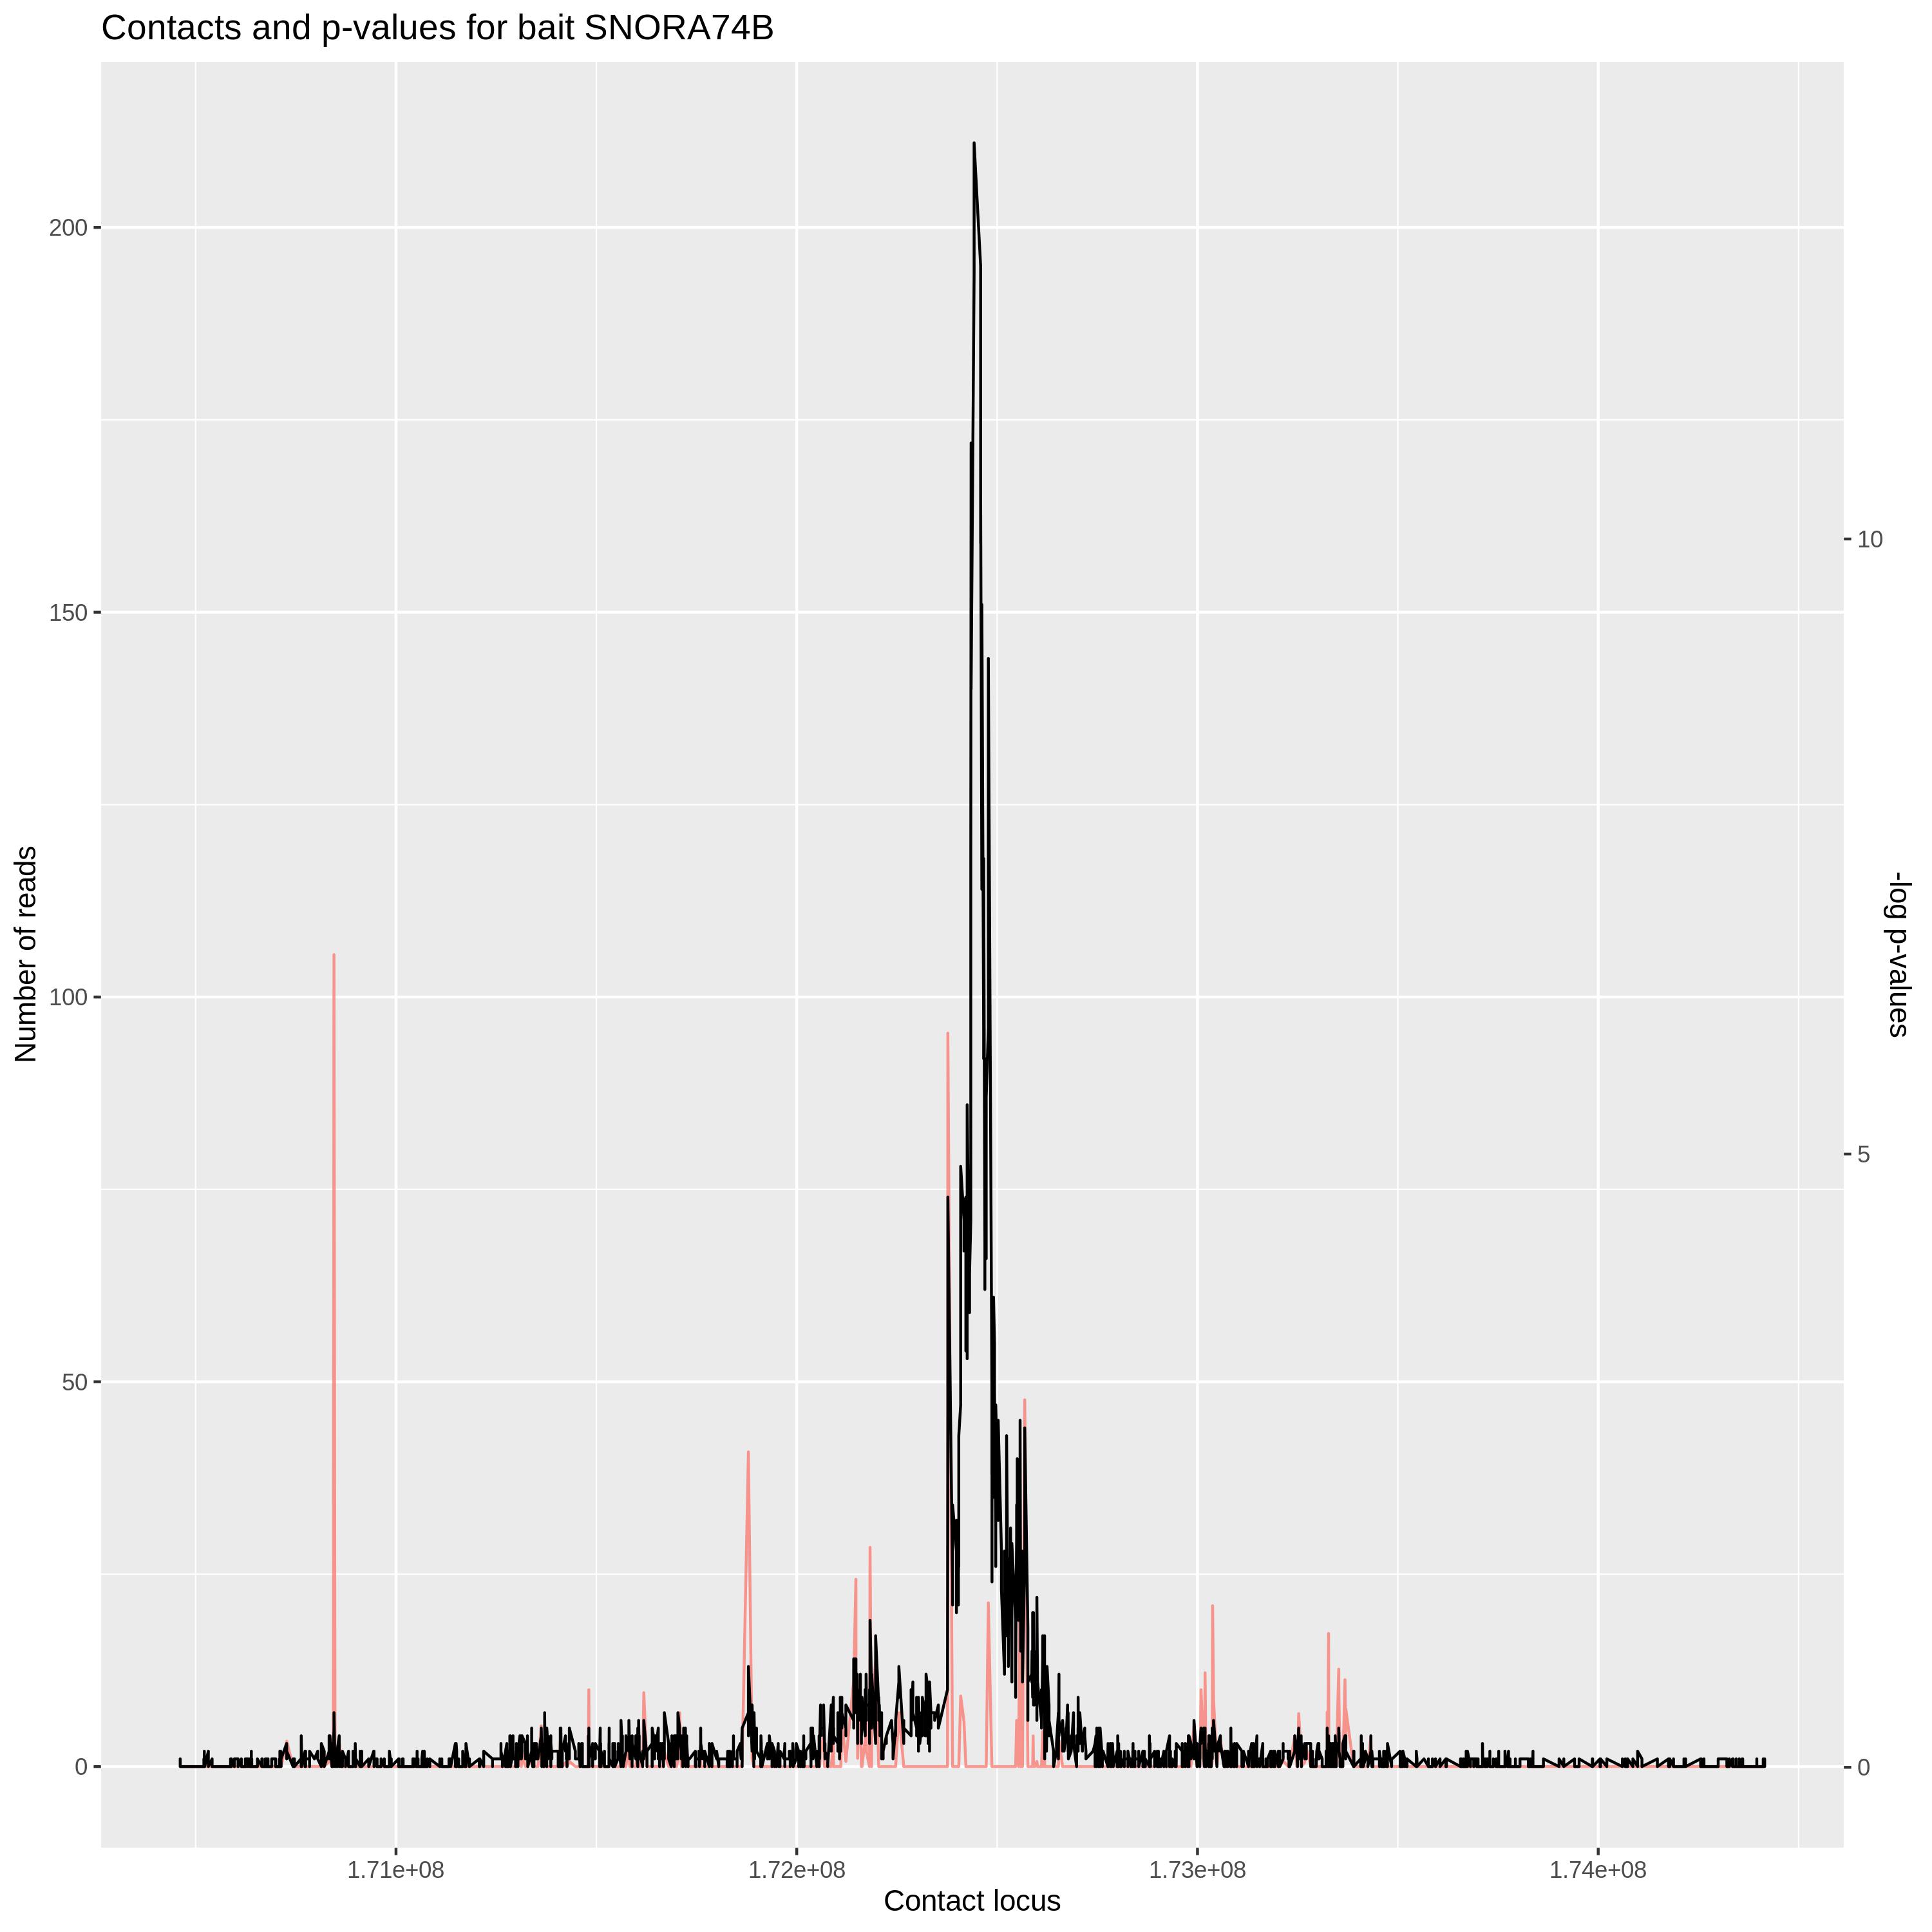 Contacts and p-values for bait SNORA74B
200
150
100
50
0
Number of reads
10
5
0
-log p-values
1.71e+08
1.72e+08
1.73e+08
1.74e+08
Contact locus